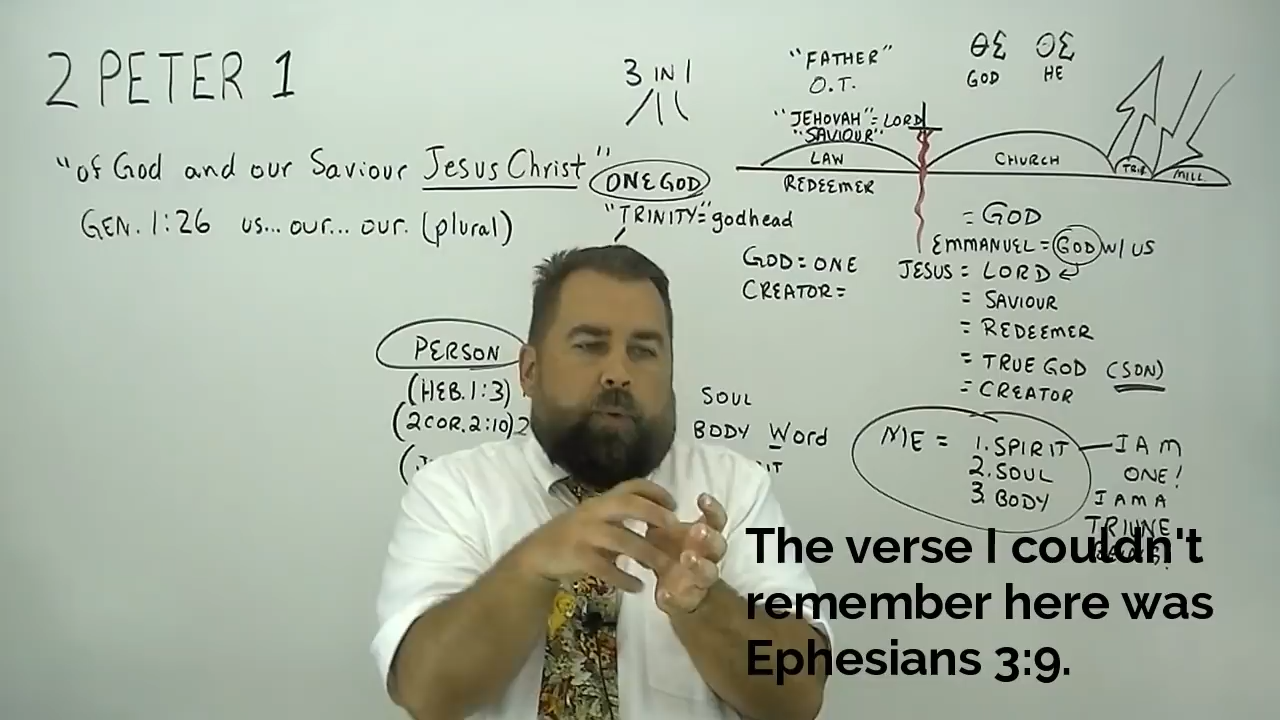 2 PETER 1
"of God and our Saviour Jesus Christ"
GEN. 1:26 us... our... our. (plural)
3 IN 1
ONE GOD
"TRINITY"= godhead
"FATHER"
O.T.
"JEHOVAH"=LORD
"SAVIOUR"
LAW
REDEEMER
ΘΣ ΟΣ
GOD HE
CHURCH
TRIB
MILL
GOD = ONE
CREATOR =
= GOD
EMMANUEL = GOD W/ US
JESUS = LORD
= SAVIOUR
= REDEEMER
= TRUE GOD (SON)
= CREATOR
PERSON
(HEB. 1:3)
(2COR. 2:10) 2
SOUL
BODY Word
ME = 1. SPIRIT
2. SOUL
3. BODY
I AM
ONE!
I AM A
TRIUNE
The verse I couldn't
remember here was
Ephesians 3:9.